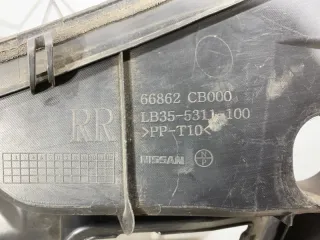 66862 CB000
RR
LB35-5311-100
>PP-T10<
NISSAN